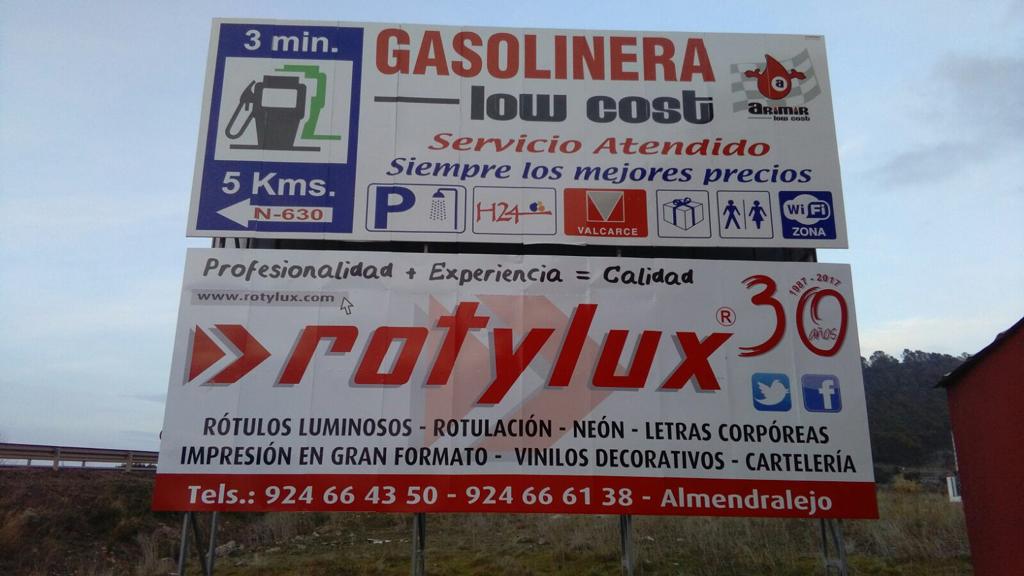 3 min.
5 Kms.
N-630
GASOLINERA
low cost
Servicio Atendido
Siempre los mejores precios
a
arimir
low cost
P
H24
VALCARCE
WiFi
ZONA
Profesionalidad + Experiencia = Calidad
www.rotylux.com
rotylux®
30
1987 - 2017
años
RÓTULOS LUMINOSOS - ROTULACIÓN - NEÓN - LETRAS CORPÓREAS
IMPRESIÓN EN GRAN FORMATO - VINILOS DECORATIVOS - CARTELERÍA
Tels.: 924 66 43 50 - 924 66 61 38 - Almendralejo